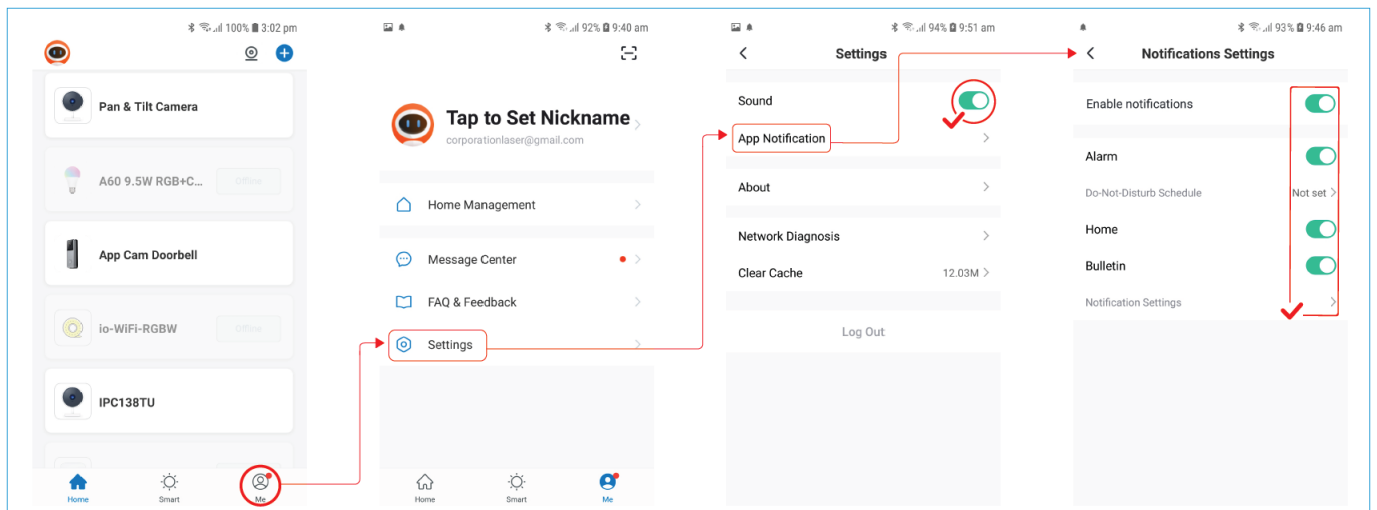 100% 3:02 pm
Pan & Tilt Camera
A60 9.5W RGB+C... Offline
App Cam Doorbell
io-WiFi-RGBW Offline
IPC138TU
Home Smart Me
92% 9:40 am
Tap to Set Nickname
corporationlaser@gmail.com
Home Management
Message Center
FAQ & Feedback
Settings
Home Smart Me
94% 9:51 am
Settings
Sound
App Notification
About
Network Diagnosis
Clear Cache 12.03M
Log Out
93% 9:46 am
Notifications Settings
Enable notifications
Alarm
Do-Not-Disturb Schedule Not set
Home
Bulletin
Notification Settings